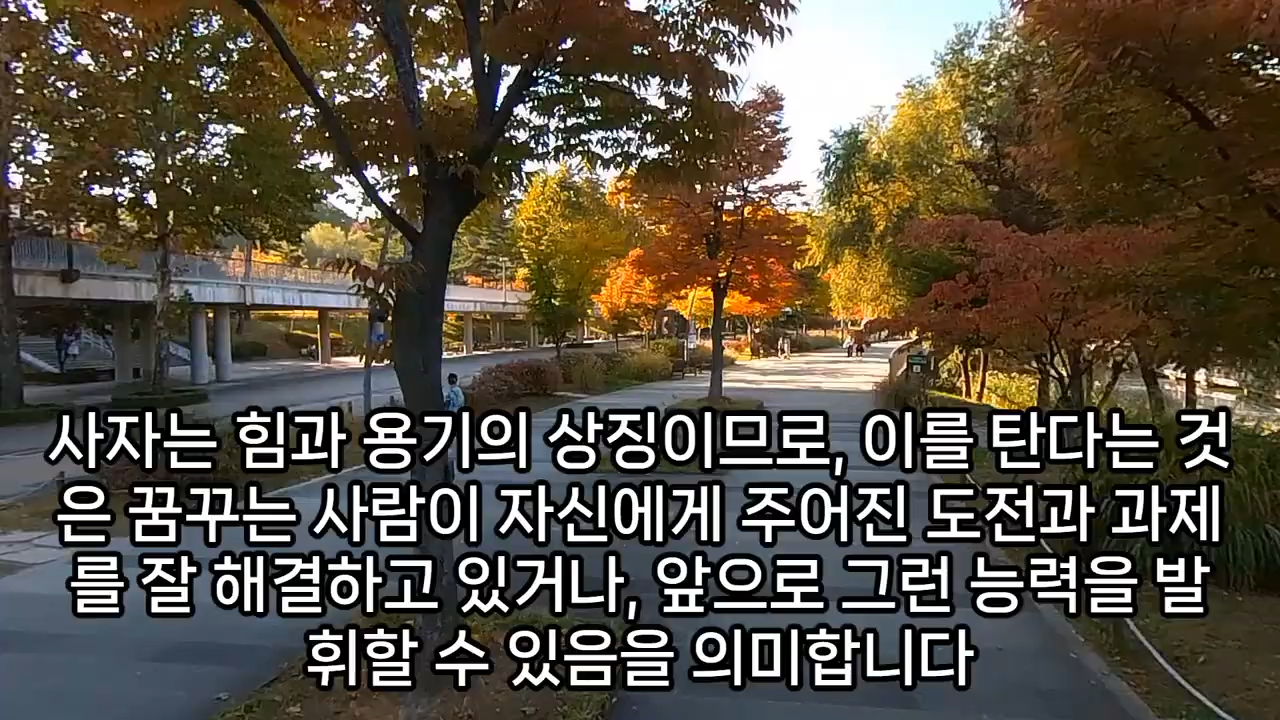 사자는 힘과 용기의 상징이므로, 이를 탄다는 것
은 꿈꾸는 사람이 자신에게 주어진 도전과 과제
를 잘 해결하고 있거나, 앞으로 그런 능력을 발
휘할 수 있음을 의미합니다